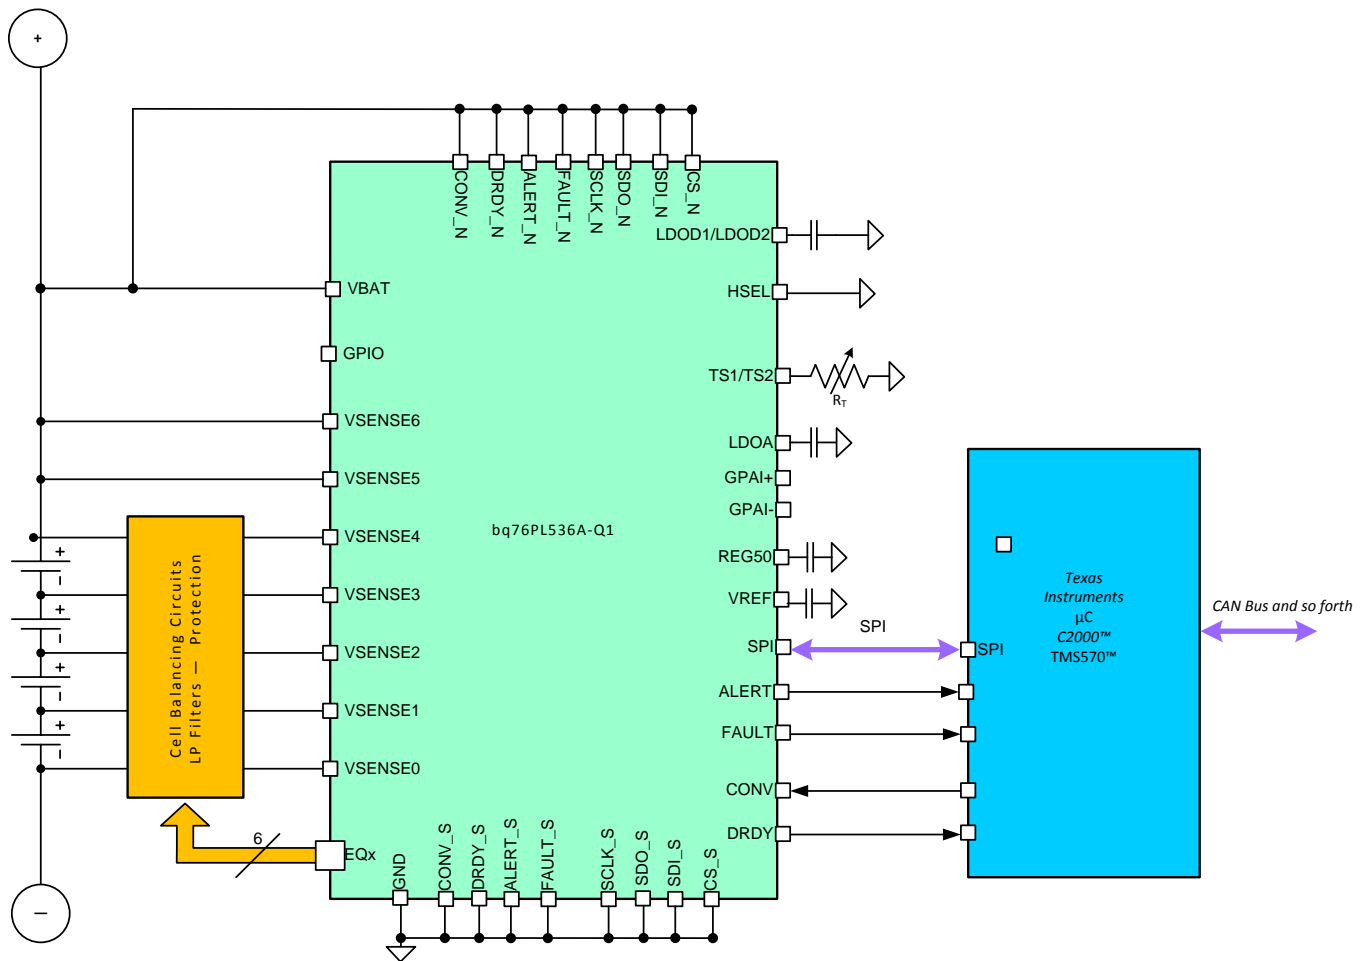 +
CONV_N
DRDY_N
ALERT_N
FAULT_N
SCLK_N
SDO_N
SDI_N
CS_N
LDOD1/LDOD2
VBAT
HSEL
GPIO
TS1/TS2
RT
VSENSE6
LDOA
VSENSE5
GPAI+
GPAI-
bq76PL536A-Q1
VSENSE4
REG50
VSENSE3
VREF
SPI
SPI
VSENSE2
ALERT
VSENSE1
FAULT
VSENSE0
CONV
DRDY
+
–
+
–
+
–
+
–
Cell Balancing Circuits
LP Filters — Protection
6
EQx
Texas
Instruments
µC
C2000™
TMS570™
SPI
CAN Bus and so forth
GND
CONV_S
DRDY_S
ALERT_S
FAULT_S
SCLK_S
SDO_S
SDI_S
CS_S
—